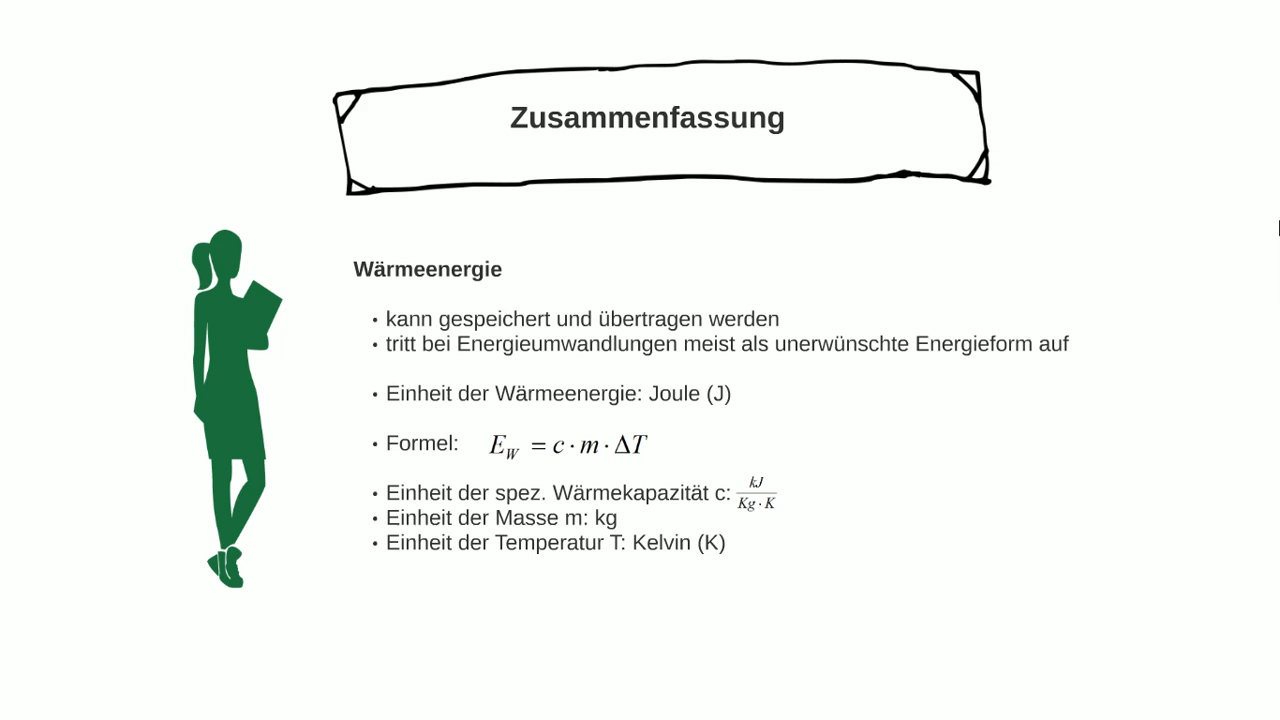 Zusammenfassung
Wärmeenergie
• kann gespeichert und übertragen werden
• tritt bei Energieumwandlungen meist als unerwünschte Energieform auf
• Einheit der Wärmeenergie: Joule (J)
• Formel: E_W = c · m · ΔT
• Einheit der spez. Wärmekapazität c: kJ / Kg · K
• Einheit der Masse m: kg
• Einheit der Temperatur T: Kelvin (K)